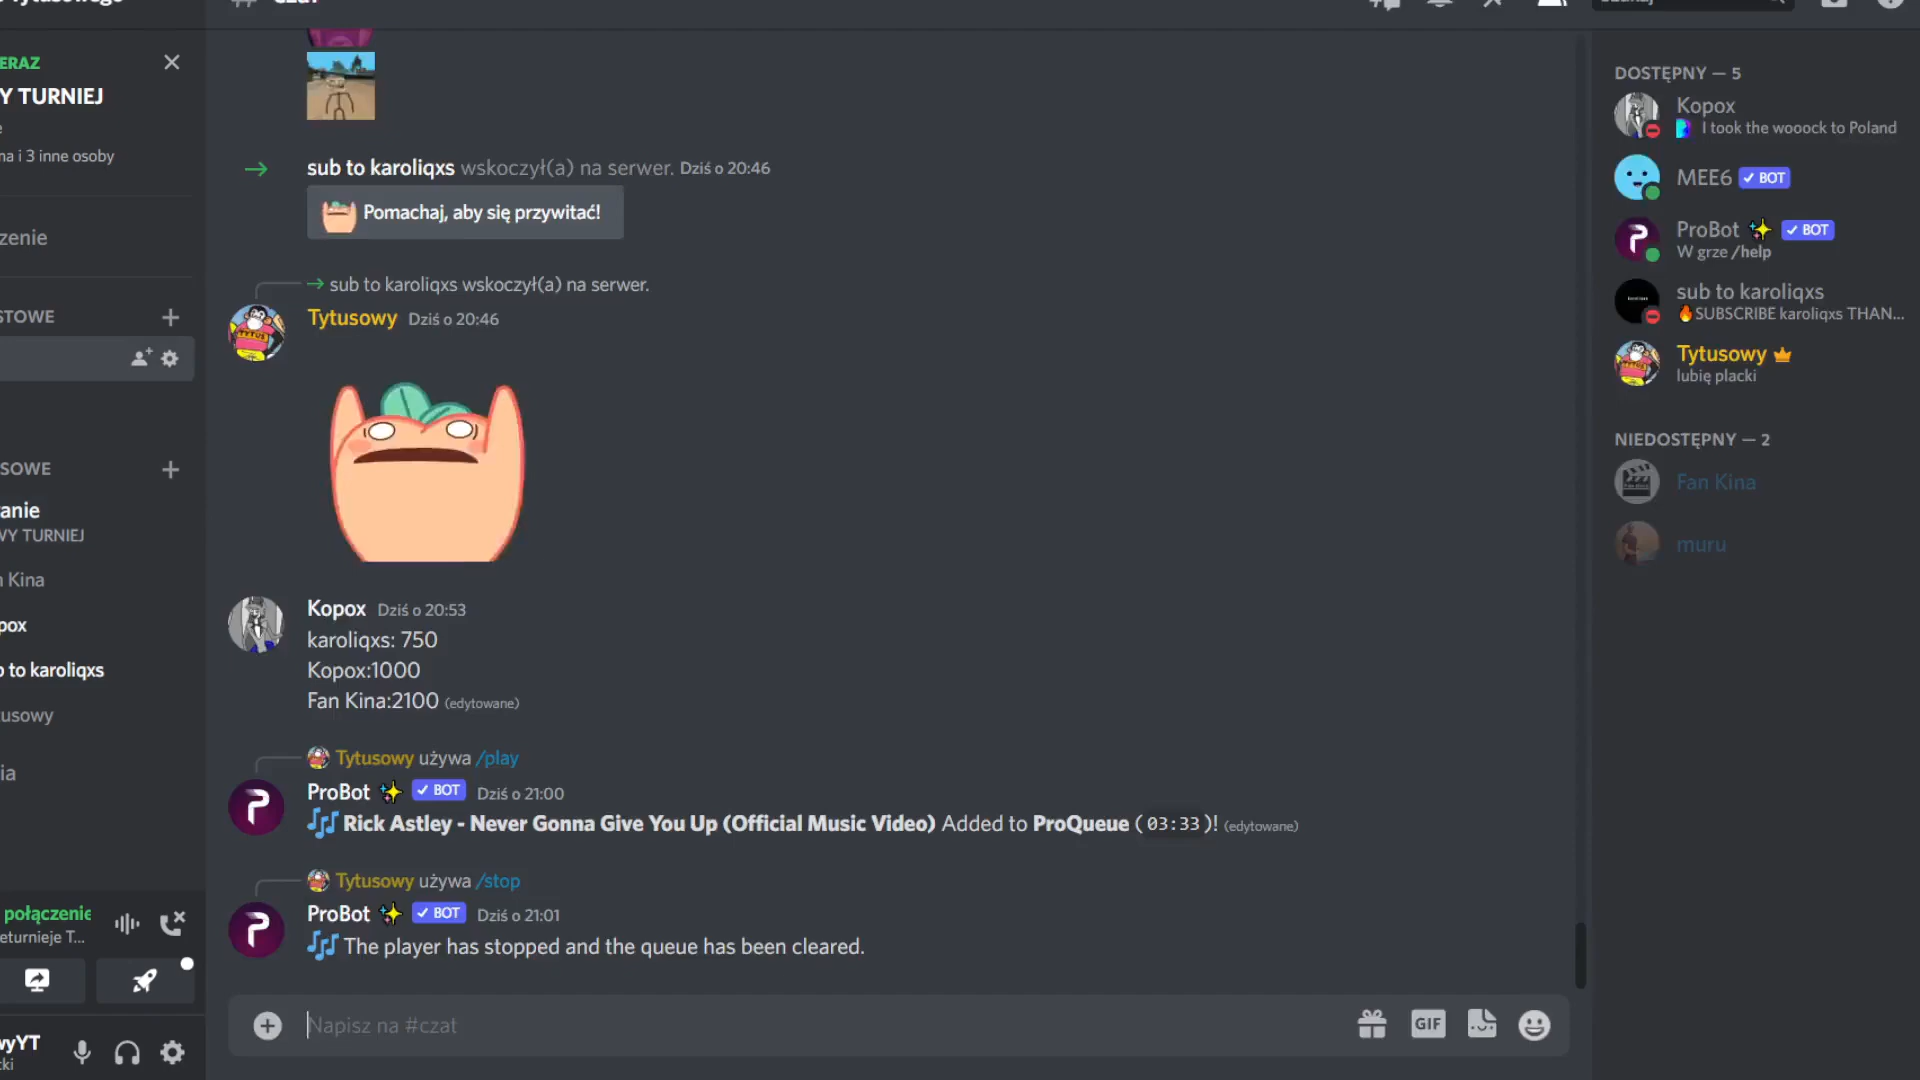 ERAZ
Y TURNIEJ
na i 3 inne osoby
zenie
STOWE
SOWE
anie
WY TURNIEJ
n Kina
pox
b to karoliqxs
usowy
ia
połączenie
eturnieje T...
wyYT
cki
sub to karoliqxs wskoczył(a) na serwer. Dziś o 20:46
Pomachaj, aby się przywitać!
sub to karoliqxs wskoczył(a) na serwer.
Tytusowy Dziś o 20:46
Kopox Dziś o 20:53
karoliqxs: 750
Kopox:1000
Fan Kina:2100 (edytowane)
Tytusowy używa /play
ProBot BOT Dziś o 21:00
Rick Astley - Never Gonna Give You Up (Official Music Video) Added to ProQueue ( 03:33 )! (edytowane)
Tytusowy używa /stop
ProBot BOT Dziś o 21:01
The player has stopped and the queue has been cleared.
Napisz na #czat
GIF
DOSTĘPNY — 5
Kopox
I took the wooock to Poland
MEE6 BOT
ProBot BOT
W grze /help
sub to karoliqxs
SUBSCRIBE karoliqxs THAN...
Tytusowy
lubię placki
NIEDOSTĘPNY — 2
Fan Kina
muru